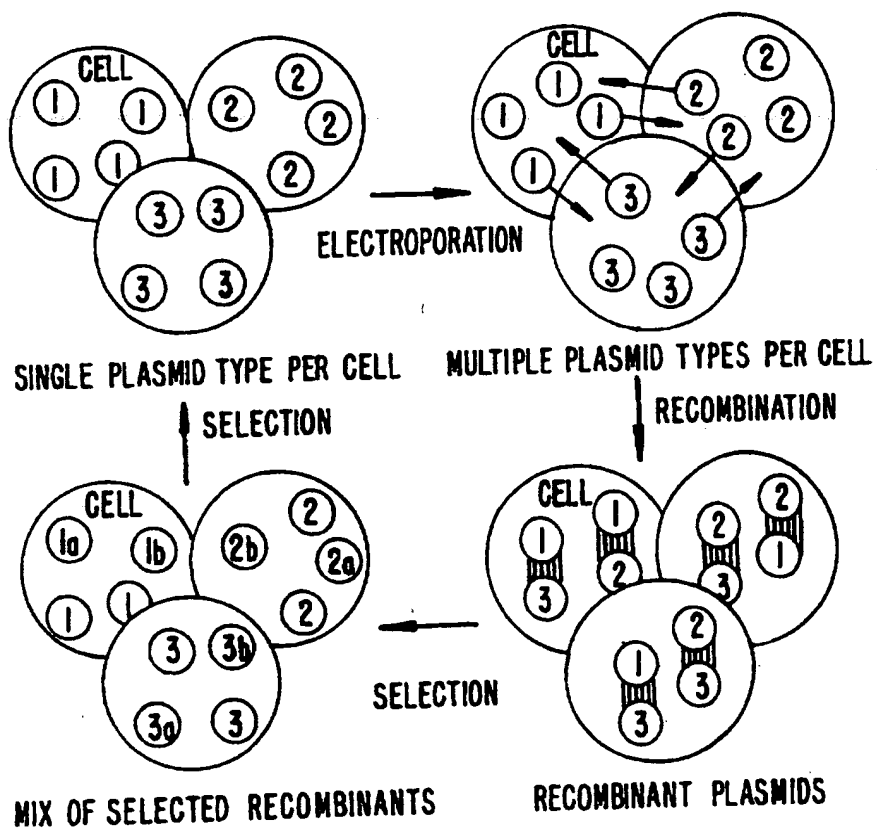 CELL
1 1 1 1
2 2 2 2
3 3 3 3
ELECTROPORATION
CELL
1 1 1 1
2 2 2 2
3 3 3 3
SINGLE PLASMID TYPE PER CELL
MULTIPLE PLASMID TYPES PER CELL
SELECTION
RECOMBINATION
CELL
1a 1b
1 1
2
2b 2a
2
3 3b
3a 3
SELECTION
CELL
1 1
3 2
2 2
3 1
1 2
3 3
MIX OF SELECTED RECOMBINANTS
RECOMBINANT PLASMIDS